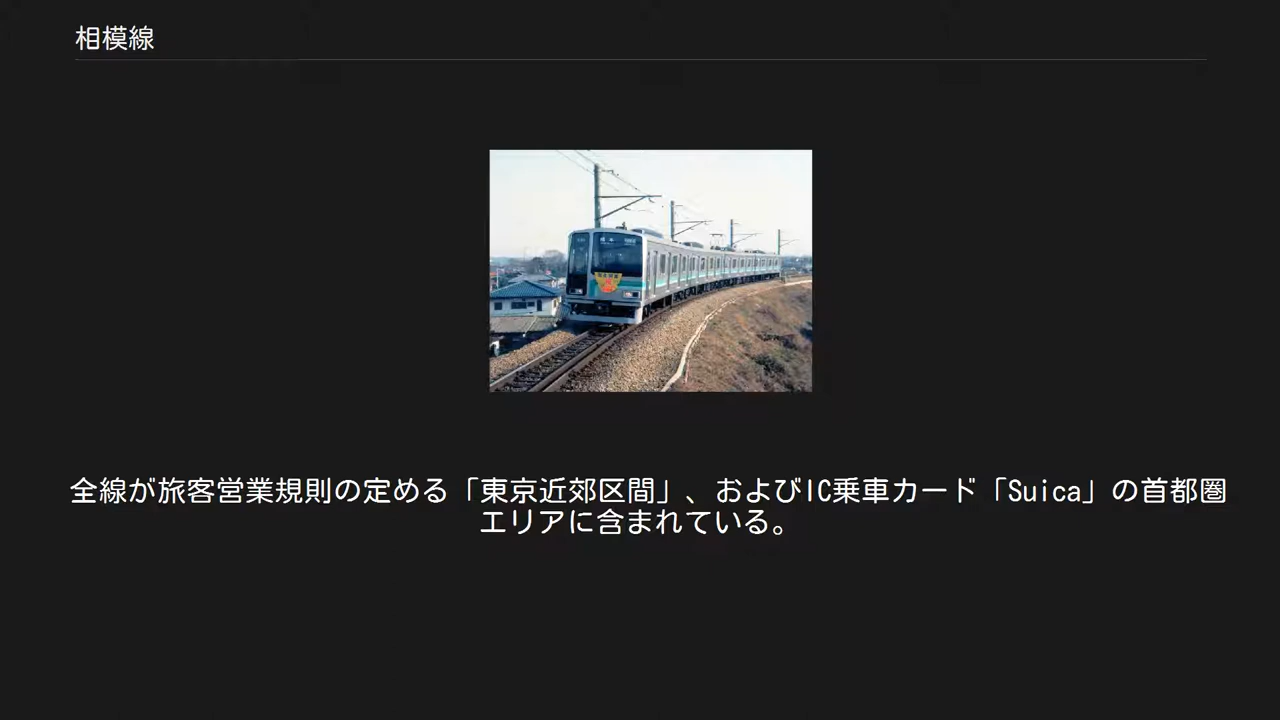 相模線
全線が旅客営業規則の定める「東京近郊区間」、およびIC乗車カード「Suica」の首都圏
エリアに含まれている。